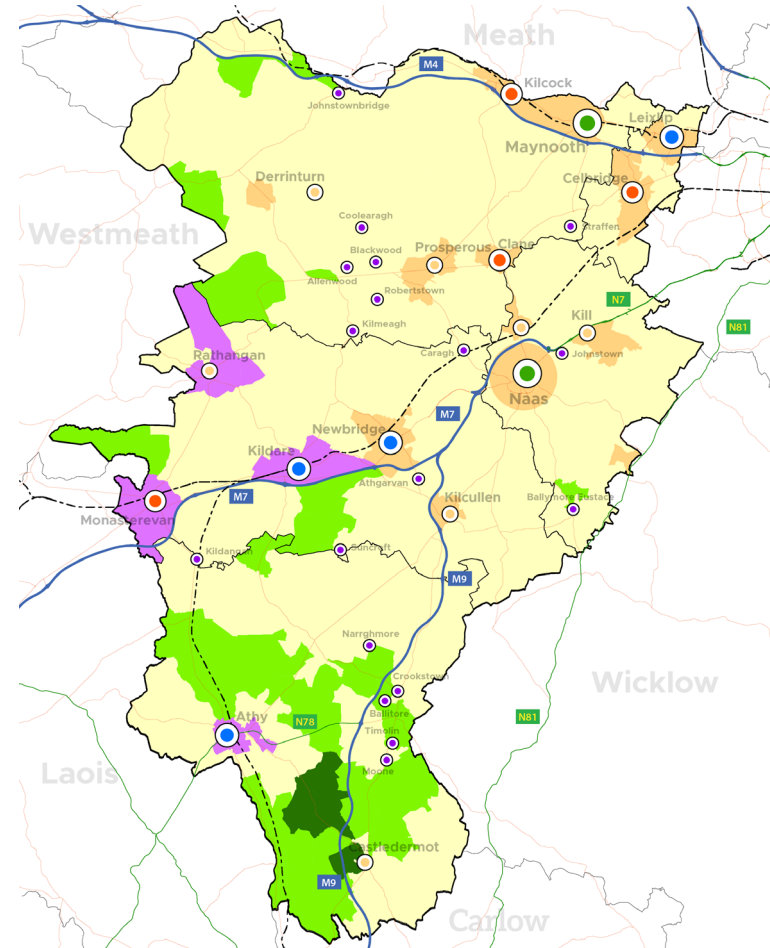 Meath
M4
Kilcock
Johnstownbridge
Leixlip
Maynooth
Derrinturn
Celbridge
Coolearagh
Straffen
Westmeath
Blackwood
Prosperous
Clane
Allenwood
Robertstown
N7
Kill
Kilmeagh
N81
Caragh
Johnstown
Rathangan
Naas
M7
Newbridge
Kildare
Athgarvan
M7
Kilcullen
Ballymore Eustace
Monasterevan
Kildangan
Suncroft
M9
Narrghmore
Crookstown
Wicklow
Ballitore
Athy
N78
N81
Timolin
Laois
Moone
Castledermot
M9
Carlow